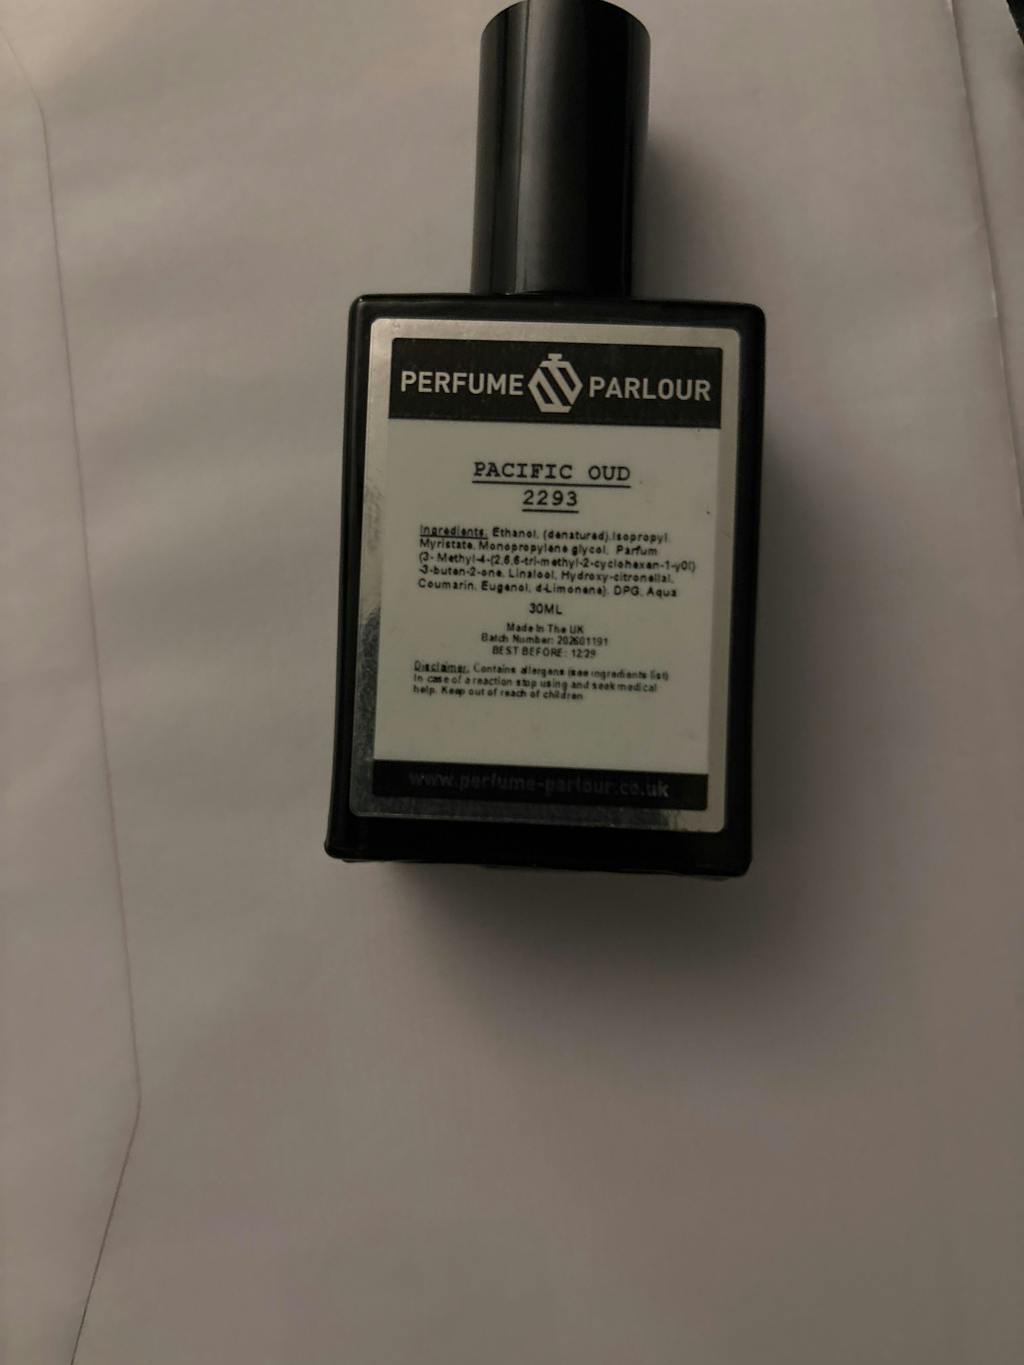 PERFUME PARLOUR
PACIFIC OUD
2293
Ingredients. Ethanol, (denatured).Isopropyl.
Myristate. Monopropylene glycol, Parfum
(3- Methyl-4-(2,6,6-tri-methyl-2-cyclohexen-1-y0l)
-3-buten-2-one, Linalool, Hydroxy-citronellal,
Coumarin, Eugenol, d-Limonene). DPG, Aqua
30ML
Made In The UK
Batch Number: 202601191
BEST BEFORE: 12/29
Disclaimer. Contains allergens (see ingredients list)
In case of a reaction stop using and seek medical
help. Keep out of reach of children
www.perfume-parlour.co.uk